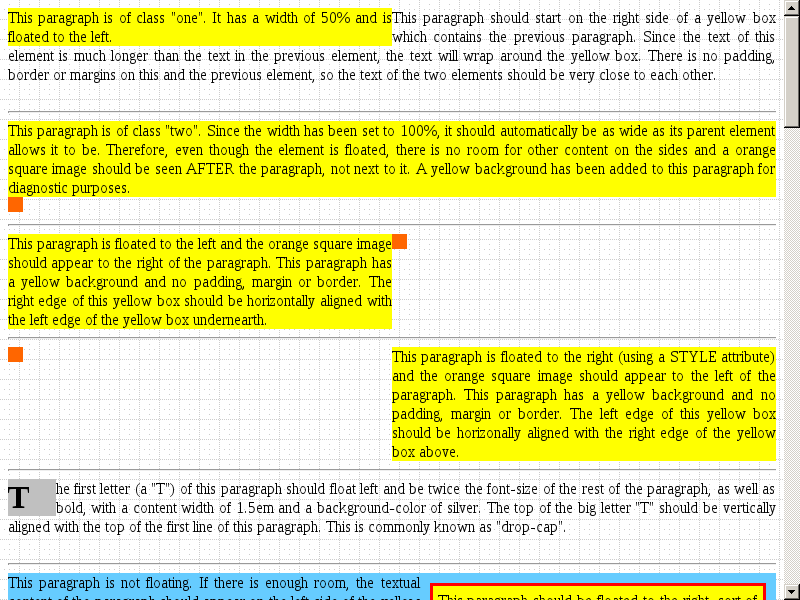 This paragraph is of class "one". It has a width of 50% and is
floated to the left.
This paragraph should start on the right side of a yellow box
which contains the previous paragraph. Since the text of this
element is much longer than the text in the previous element, the text will wrap around the yellow box. There is no padding,
border or margins on this and the previous element, so the text of the two elements should be very close to each other.
This paragraph is of class "two". Since the width has been set to 100%, it should automatically be as wide as its parent element
allows it to be. Therefore, even though the element is floated, there is no room for other content on the sides and a orange
square image should be seen AFTER the paragraph, not next to it. A yellow background has been added to this paragraph for
diagnostic purposes.
This paragraph is floated to the left and the orange square image
should appear to the right of the paragraph. This paragraph has
a yellow background and no padding, margin or border. The
right edge of this yellow box should be horizontally aligned with
the left edge of the yellow box undernearth.
This paragraph is floated to the right (using a STYLE attribute)
and the orange square image should appear to the left of the
paragraph. This paragraph has a yellow background and no
padding, margin or border. The left edge of this yellow box
should be horizonally aligned with the right edge of the yellow
box above.
The first letter (a "T") of this paragraph should float left and be twice the font-size of the rest of the paragraph, as well as
bold, with a content width of 1.5em and a background-color of silver. The top of the big letter "T" should be vertically
aligned with the top of the first line of this paragraph. This is commonly known as "drop-cap".
This paragraph is not floating. If there is enough room, the textual
This paragraph should be floated to the right, sort of